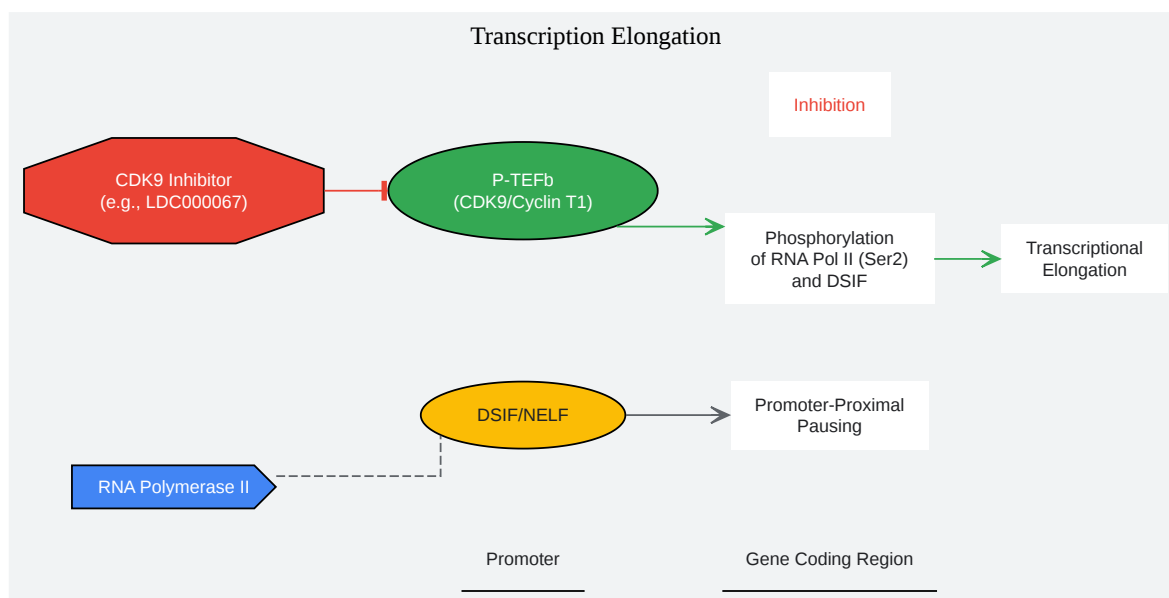 Transcription Elongation
Inhibition
CDK9 Inhibitor
(e.g., LDC000067)
P-TEFb
(CDK9/Cyclin T1)
Phosphorylation
of RNA Pol II (Ser2)
and DSIF
Transcriptional
Elongation
DSIF/NELF
Promoter-Proximal
Pausing
RNA Polymerase II
Promoter
Gene Coding Region